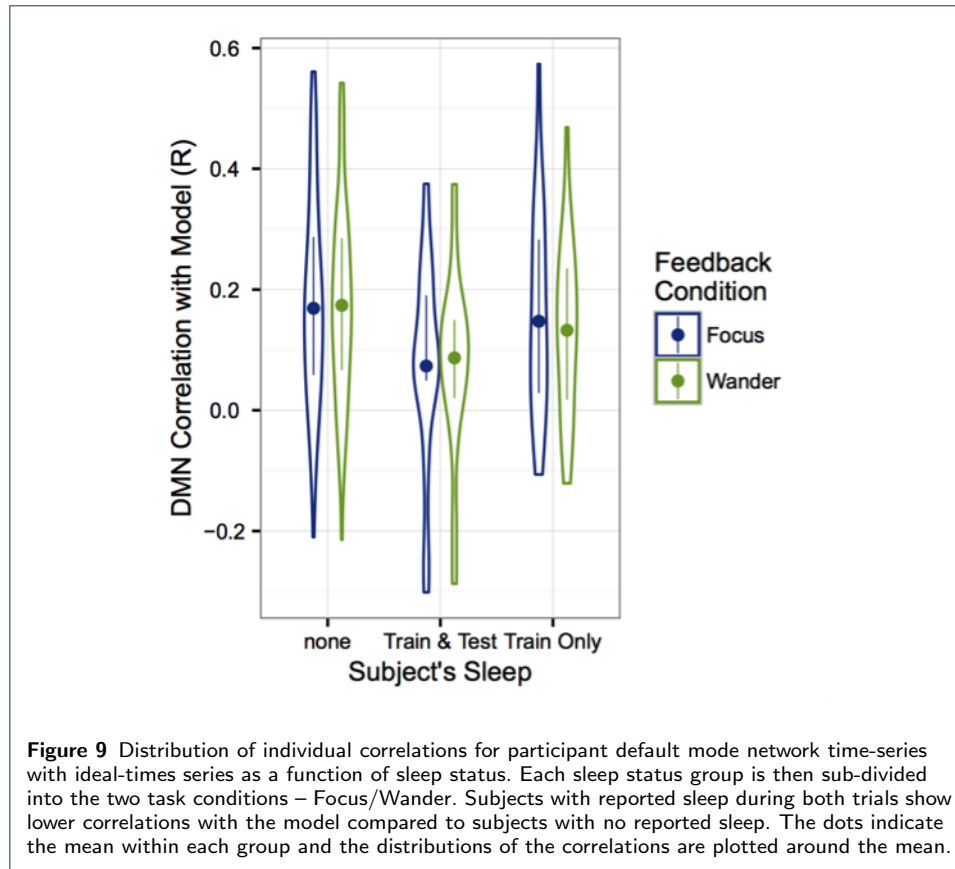 0.6
0.4
0.2
0.0
−0.2
DMN Correlation with Model (R)
none Train & Test Train Only
Subject's Sleep
Feedback
Condition
Focus
Wander
Figure 9 Distribution of individual correlations for participant default mode network time-series
with ideal-times series as a function of sleep status. Each sleep status group is then sub-divided
into the two task conditions – Focus/Wander. Subjects with reported sleep during both trials show
lower correlations with the model compared to subjects with no reported sleep. The dots indicate
the mean within each group and the distributions of the correlations are plotted around the mean.